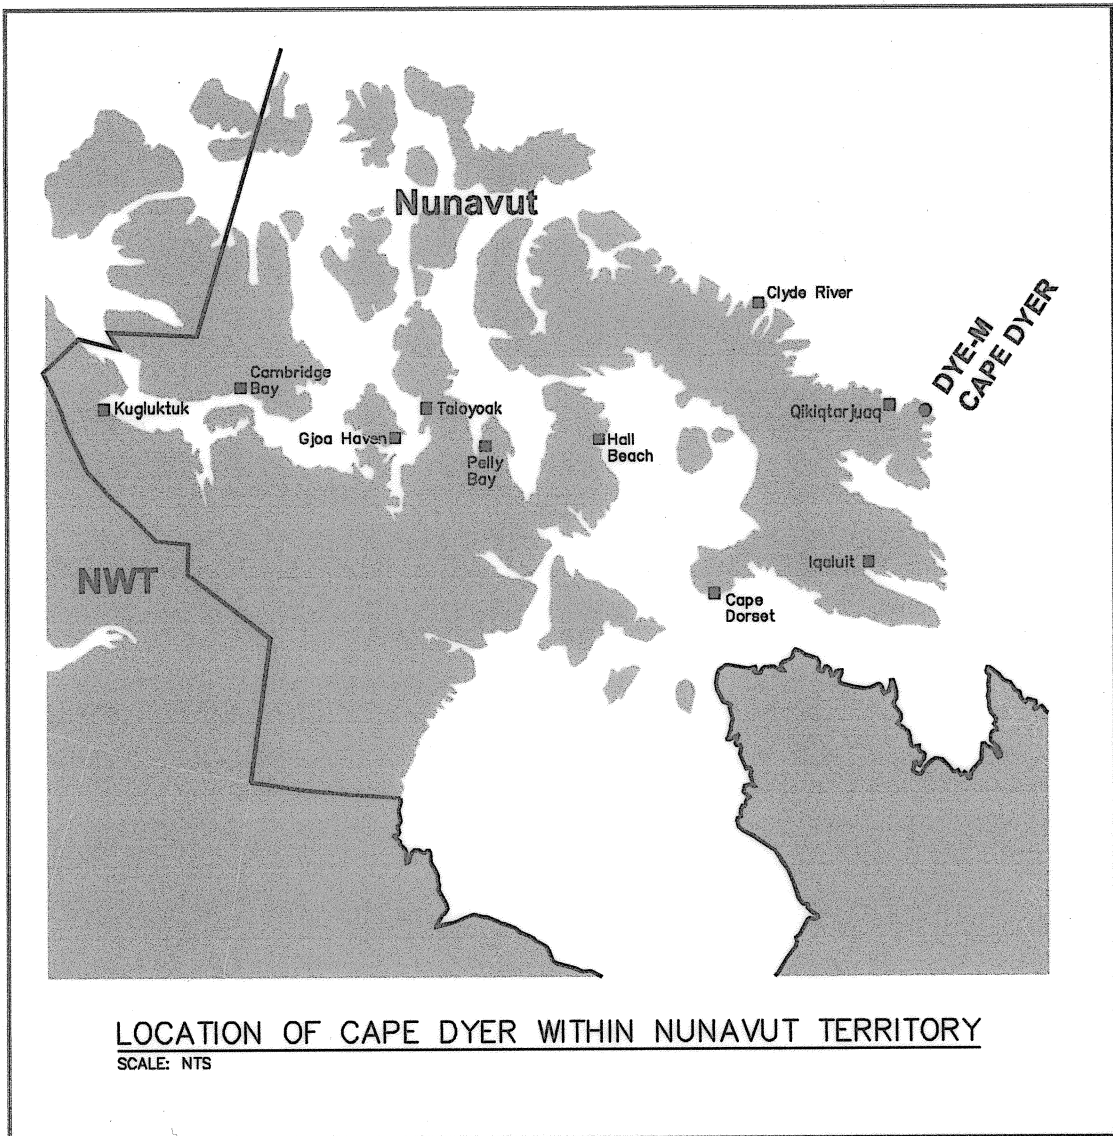 Nunavut
Clyde River
DYE-M
CAPE DYER
Cambridge
Bay
Kugluktuk
Taloyoak
Qikiqtarjuaq
Gjoa Haven
Pelly
Bay
Hall
Beach
Iqaluit
NWT
Cape
Dorset
LOCATION OF CAPE DYER WITHIN NUNAVUT TERRITORY
SCALE: NTS